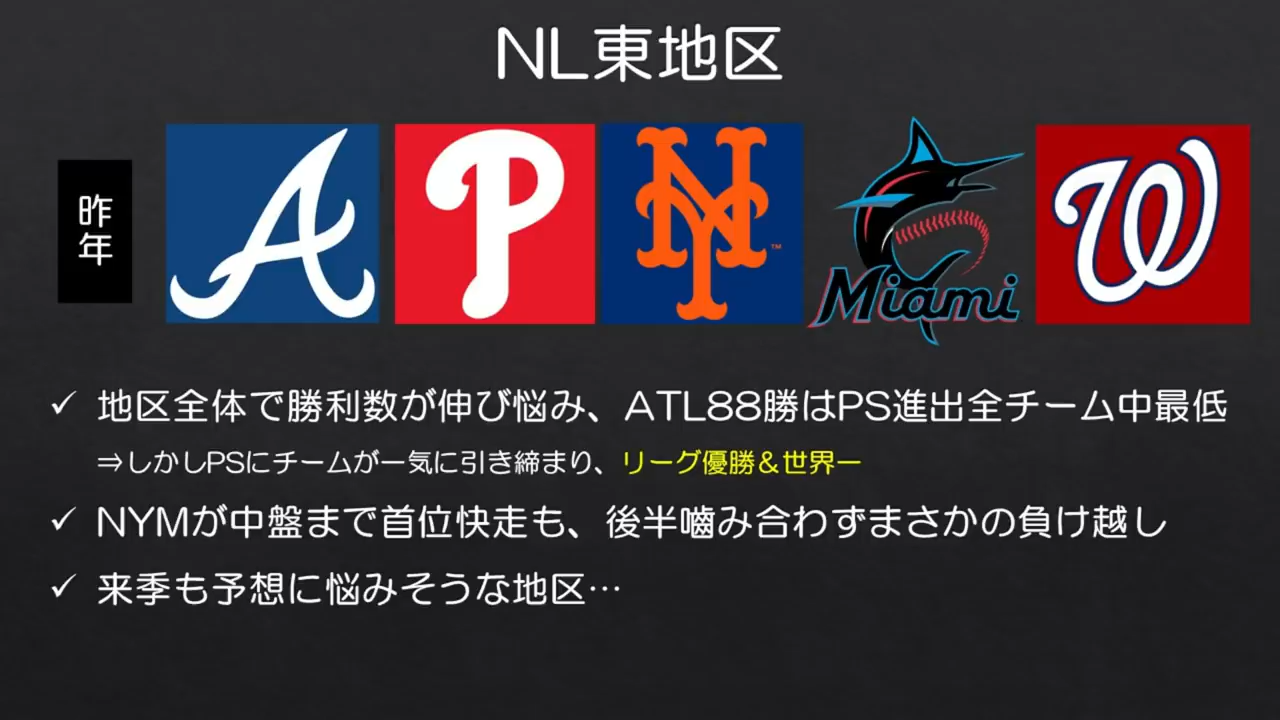 NL東地区
昨年
A
P
NY
™
Miami
W
地区全体で勝利数が伸び悩み、ATL88勝はPS進出全チーム中最低
⇒しかしPSにチームが一気に引き締まり、リーグ優勝&世界一
NYMが中盤まで首位快走も、後半嚙み合わずまさかの負け越し
来季も予想に悩みそうな地区…